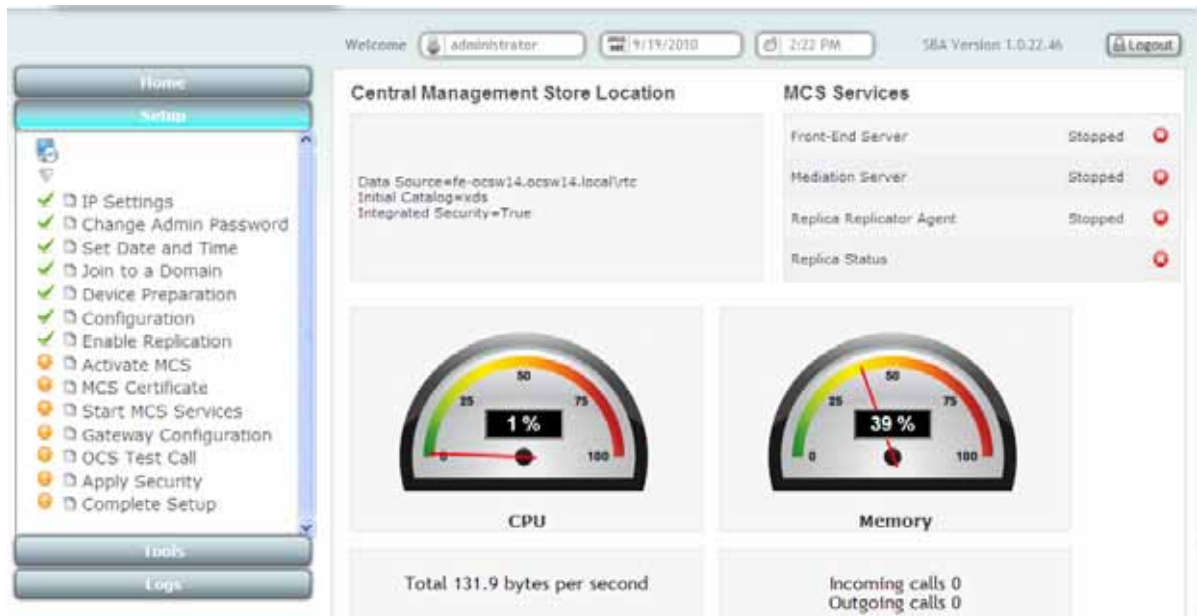 Welcome administrator 9/19/2010 2:22 PM SBA Version 1.0.22.46 Logout
Home
Setup
IP Settings
Change Admin Password
Set Date and Time
Join to a Domain
Device Preparation
Configuration
Enable Replication
Activate MCS
MCS Certificate
Start MCS Services
Gateway Configuration
OCS Test Call
Apply Security
Complete Setup
Tools
Logs
Central Management Store Location
Data Source=fe-ocsw14.ocsw14.local\rtc
Initial Catalog=xds
Integrated Security=True
MCS Services
Front-End Server Stopped
Mediation Server Stopped
Replica Replicator Agent Stopped
Replica Status
0 25 50 75 100
1 %
CPU
0 25 50 75 100
39 %
Memory
Total 131.9 bytes per second
Incoming calls 0
Outgoing calls 0